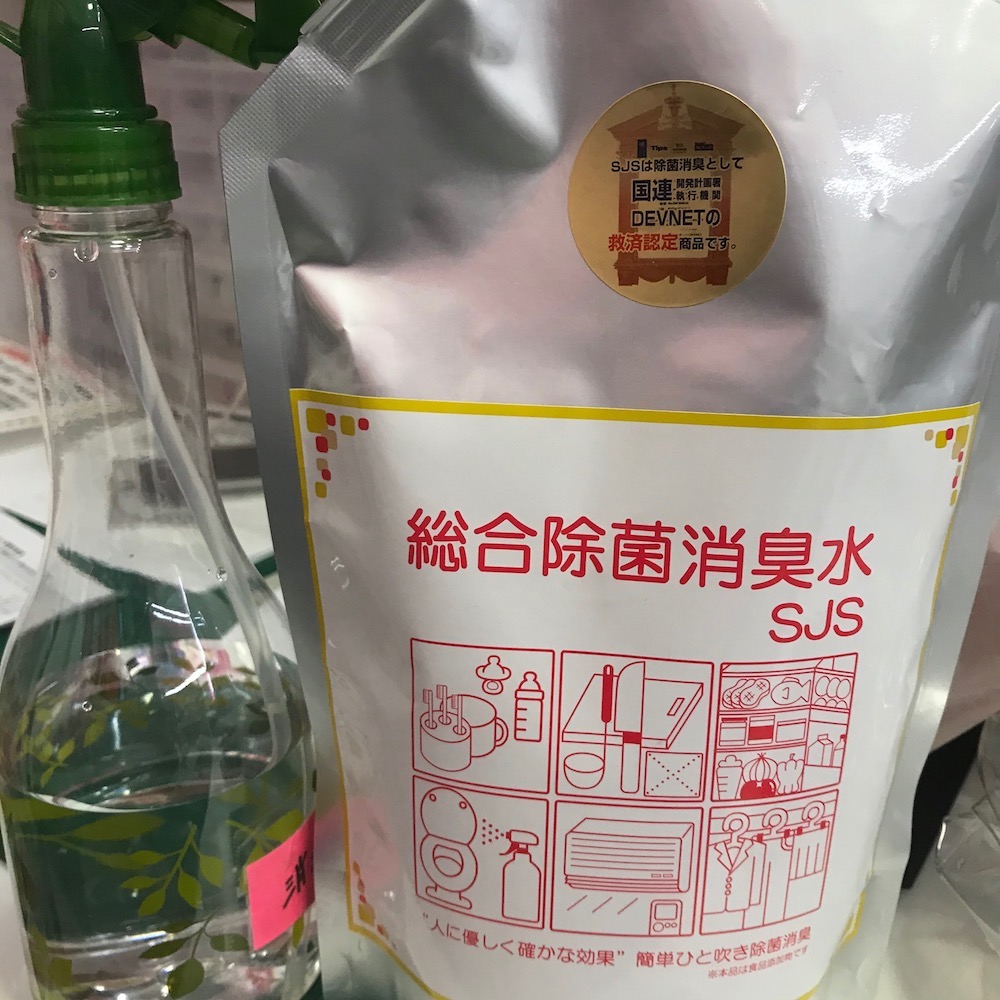 Tips
SJSは除菌消臭として
国連 開発計画署 執行機関
DEVNETの
救済認定商品です。
総合除菌消臭水
SJS
"人に優しく確かな効果" 簡単ひと吹き除菌消臭
※本品は食品添加物です